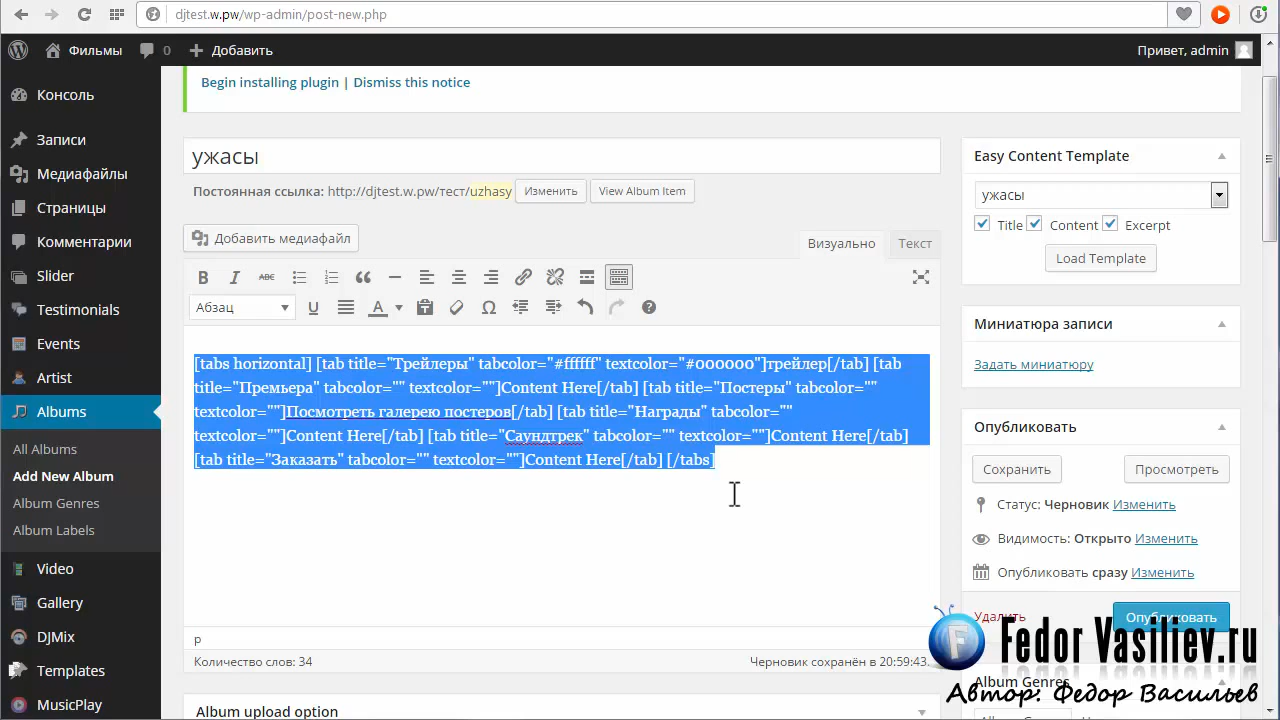 djtest.w.pw/wp-admin/post-new.php
Фильмы 0 Добавить Привет, admin
Begin installing plugin | Dismiss this notice
Консоль
Записи
Медиафайлы
Страницы
Комментарии
Slider
Testimonials
Events
Artist
Albums
All Albums
Add New Album
Album Genres
Album Labels
Video
Gallery
DJMix
Templates
MusicPlay
ужасы
Постоянная ссылка: http://djtest.w.pw/тест/uzhasy Изменить View Album Item
Добавить медиафайл
Визуально Текст
Абзац
[tabs horizontal] [tab title="Трейлеры" tabcolor="#ffffff" textcolor="#000000"]трейлер[/tab] [tab
title="Премьера" tabcolor="" textcolor=""]Content Here[/tab] [tab title="Постеры" tabcolor=""
textcolor=""]Посмотреть галерею постеров[/tab] [tab title="Награды" tabcolor=""
textcolor=""]Content Here[/tab] [tab title="Саундтрек" tabcolor="" textcolor=""]Content Here[/tab]
[tab title="Заказать" tabcolor="" textcolor=""]Content Here[/tab] [/tabs]
p
Количество слов: 34 Черновик сохранён в 20:59:43.
Album upload option
Easy Content Template
ужасы
Title Content Excerpt
Load Template
Миниатюра записи
Задать миниатюру
Опубликовать
Сохранить Просмотреть
Статус: Черновик Изменить
Видимость: Открыто Изменить
Опубликовать сразу Изменить
Удалить Опубликовать
Fedor Vasiliev.ru
Album Genres
Автор: Федор Васильев